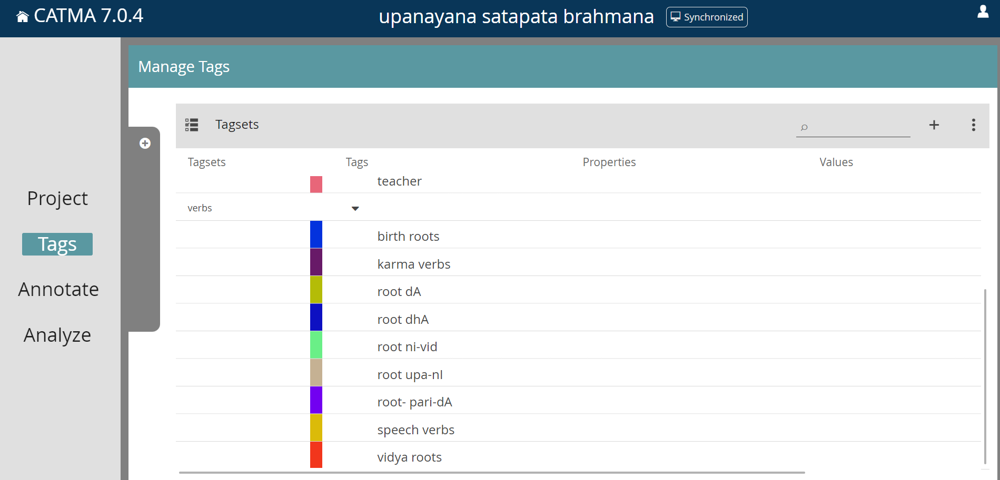 CATMA 7.0.4
upanayana satapata brahmana
Synchronized
Manage Tags
Tagsets
Tagsets Tags Properties Values
teacher
verbs
birth roots
karma verbs
root dA
root dhA
root ni-vid
root upa-nl
root- pari-dA
speech verbs
vidya roots
Project
Tags
Annotate
Analyze